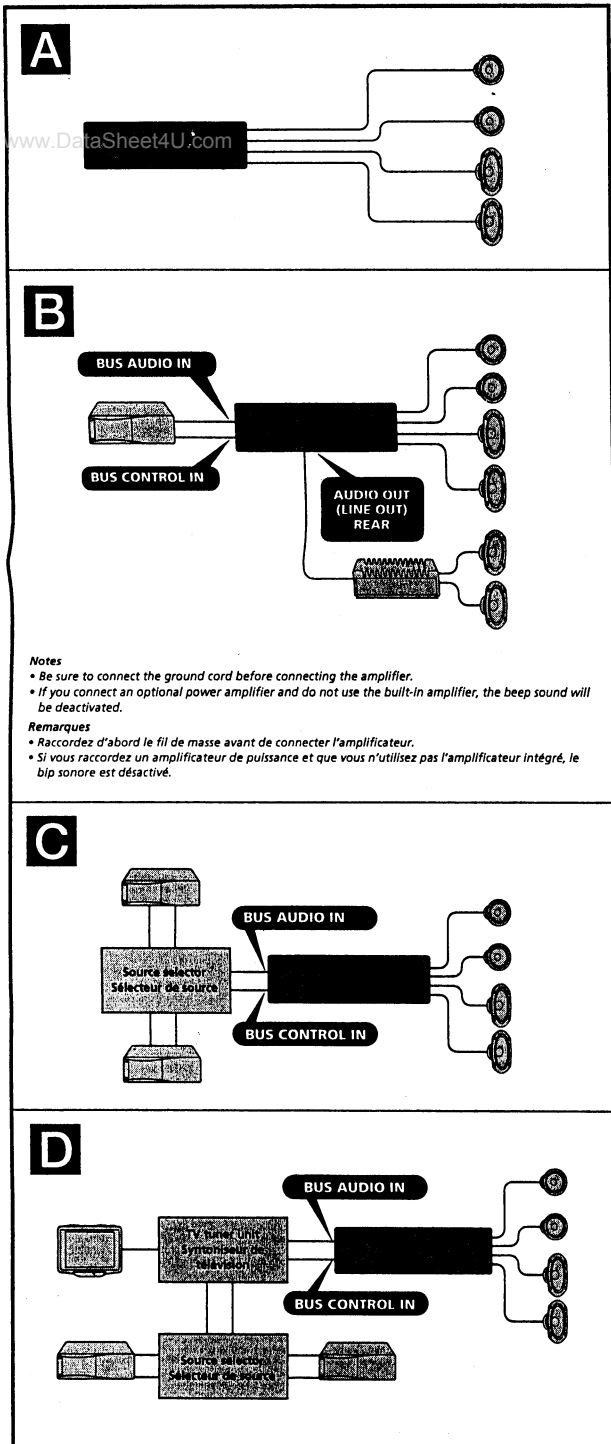 A
www.DataSheet4U.com
B
BUS AUDIO IN
BUS CONTROL IN
AUDIO OUT
(LINE OUT)
REAR
Notes
• Be sure to connect the ground cord before connecting the amplifier.
• If you connect an optional power amplifier and do not use the built-in amplifier, the beep sound will
be deactivated.
Remarques
• Raccordez d'abord le fil de masse avant de connecter l'amplificateur.
• Si vous raccordez un amplificateur de puissance et que vous n'utilisez pas l'amplificateur intégré, le
bip sonore est désactivé.
C
BUS AUDIO IN
Source selector
Sélecteur de source
BUS CONTROL IN
D
BUS AUDIO IN
TV tuner unit
Syntoniseur de
télévision
BUS CONTROL IN
Source selector
Sélecteur de source